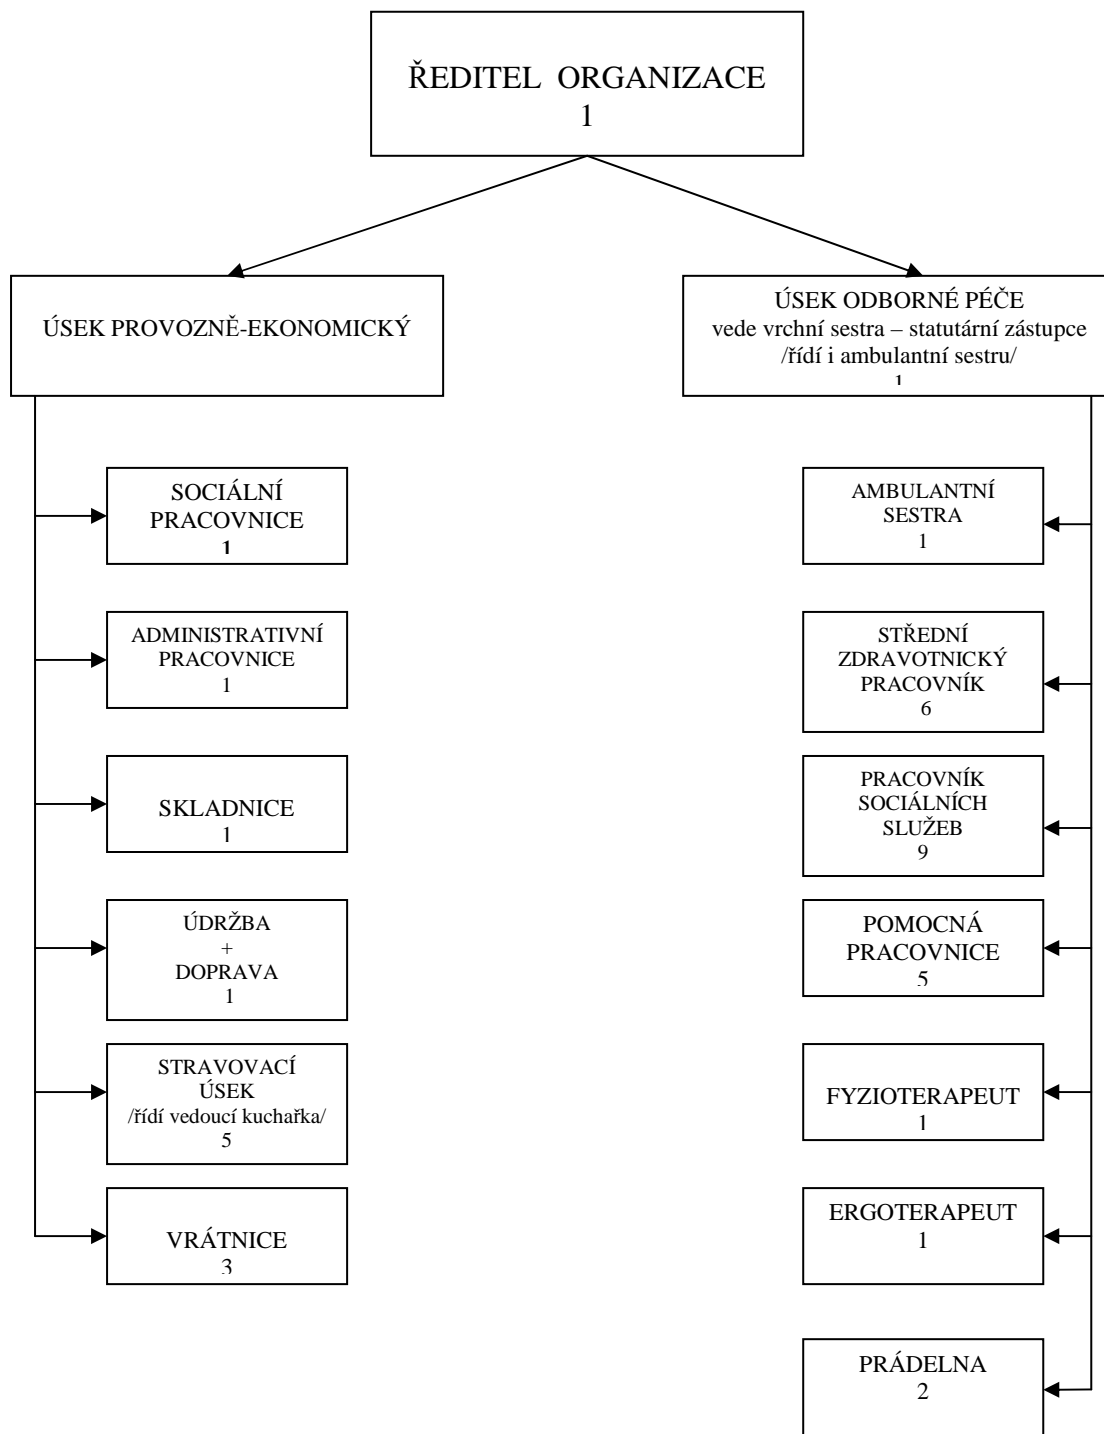 ŘEDITEL ORGANIZACE
1
ÚSEK PROVOZNĚ-EKONOMICKÝ
ÚSEK ODBORNÉ PÉČE
vede vrchní sestra – statutární zástupce
/řídí i ambulantní sestru/
1
SOCIÁLNÍ
PRACOVNICE
1
ADMINISTRATIVNÍ
PRACOVNICE
1
SKLADNICE
1
ÚDRŽBA
+
DOPRAVA
1
STRAVOVACÍ
ÚSEK
/řídí vedoucí kuchařka/
5
VRÁTNICE
3
AMBULANTNÍ
SESTRA
1
STŘEDNÍ
ZDRAVOTNICKÝ
PRACOVNÍK
6
PRACOVNÍK
SOCIÁLNÍCH
SLUŽEB
9
POMOCNÁ
PRACOVNICE
5
FYZIOTERAPEUT
1
ERGOTERAPEUT
1
PRÁDELNA
2